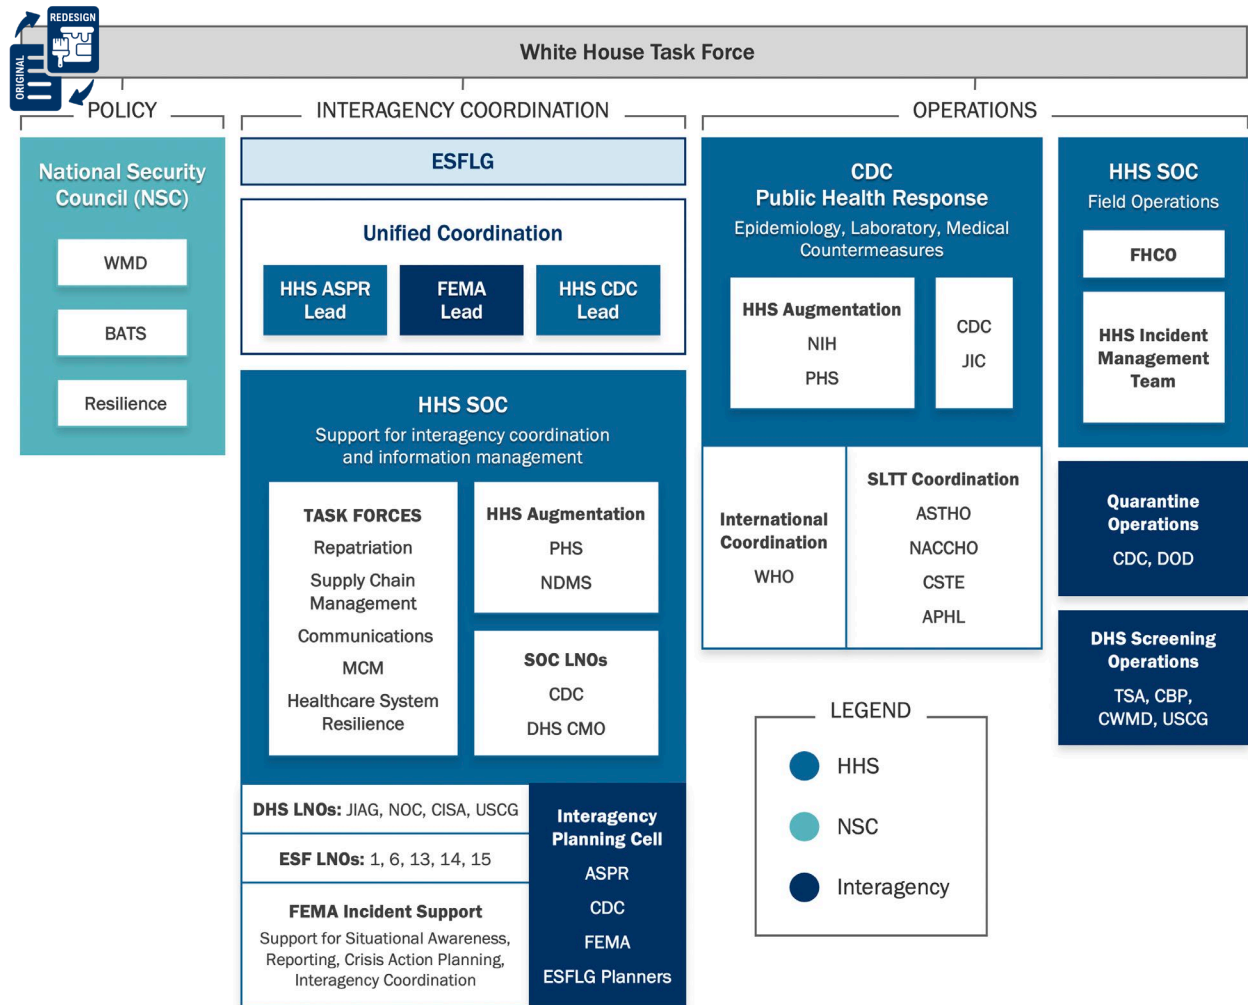 REDESIGN
ORIGINAL
White House Task Force
POLICY
INTERAGENCY COORDINATION
OPERATIONS
National Security
Council (NSC)
WMD
BATS
Resilience
ESFLG
Unified Coordination
HHS ASPR
Lead
FEMA
Lead
HHS CDC
Lead
HHS SOC
Support for interagency coordination
and information management
TASK FORCES
Repatriation
Supply Chain
Management
Communications
MCM
Healthcare System
Resilience
HHS Augmentation
PHS
NDMS
SOC LNOs
CDC
DHS CMO
DHS LNOs: JIAG, NOC, CISA, USCG
ESF LNOs: 1, 6, 13, 14, 15
FEMA Incident Support
Support for Situational Awareness,
Reporting, Crisis Action Planning,
Interagency Coordination
Interagency
Planning Cell
ASPR
CDC
FEMA
ESFLG Planners
CDC
Public Health Response
Epidemiology, Laboratory, Medical
Countermeasures
HHS Augmentation
NIH
PHS
CDC
JIC
International
Coordination
WHO
SLTT Coordination
ASTHO
NACCHO
CSTE
APHL
HHS SOC
Field Operations
FHCO
HHS Incident
Management
Team
Quarantine
Operations
CDC, DOD
DHS Screening
Operations
TSA, CBP,
CWMD, USCG
LEGEND
HHS
NSC
Interagency